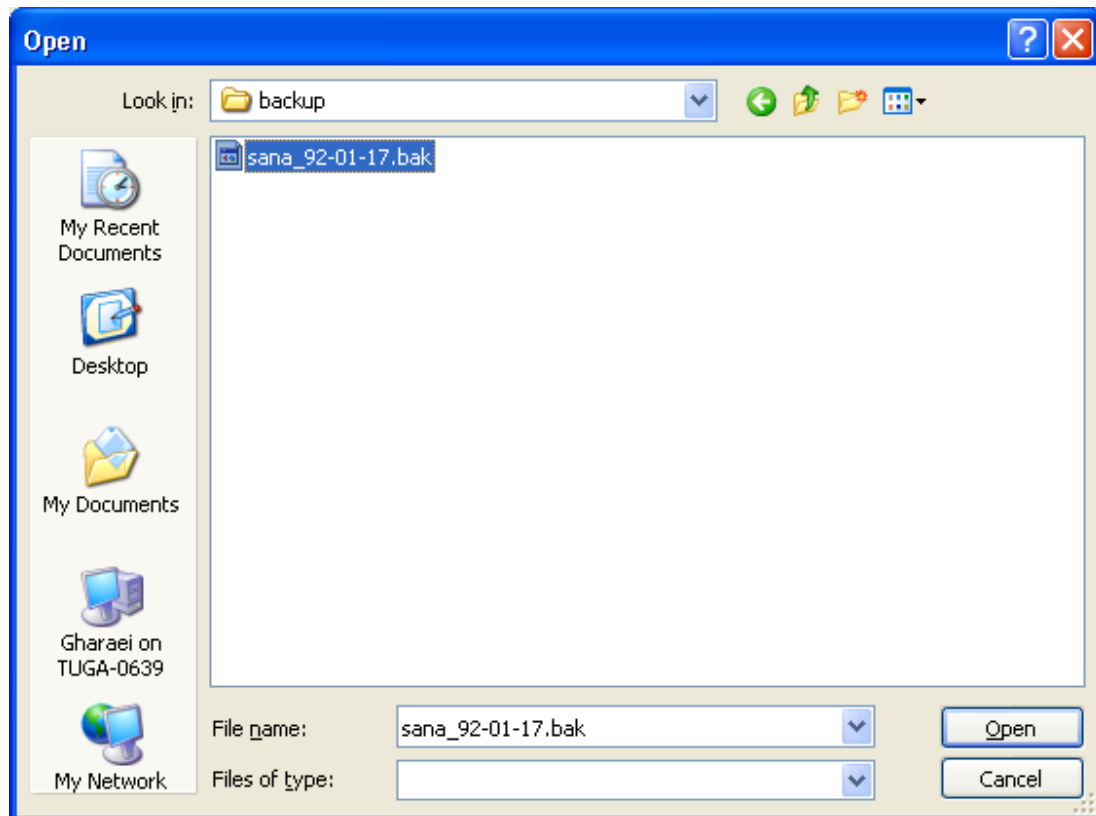 Open
Look in:
backup
sana_92-01-17.bak
My Recent
Documents
Desktop
My Documents
Gharaei on
TUGA-0639
My Network
File name:
sana_92-01-17.bak
Open
Files of type:
Cancel